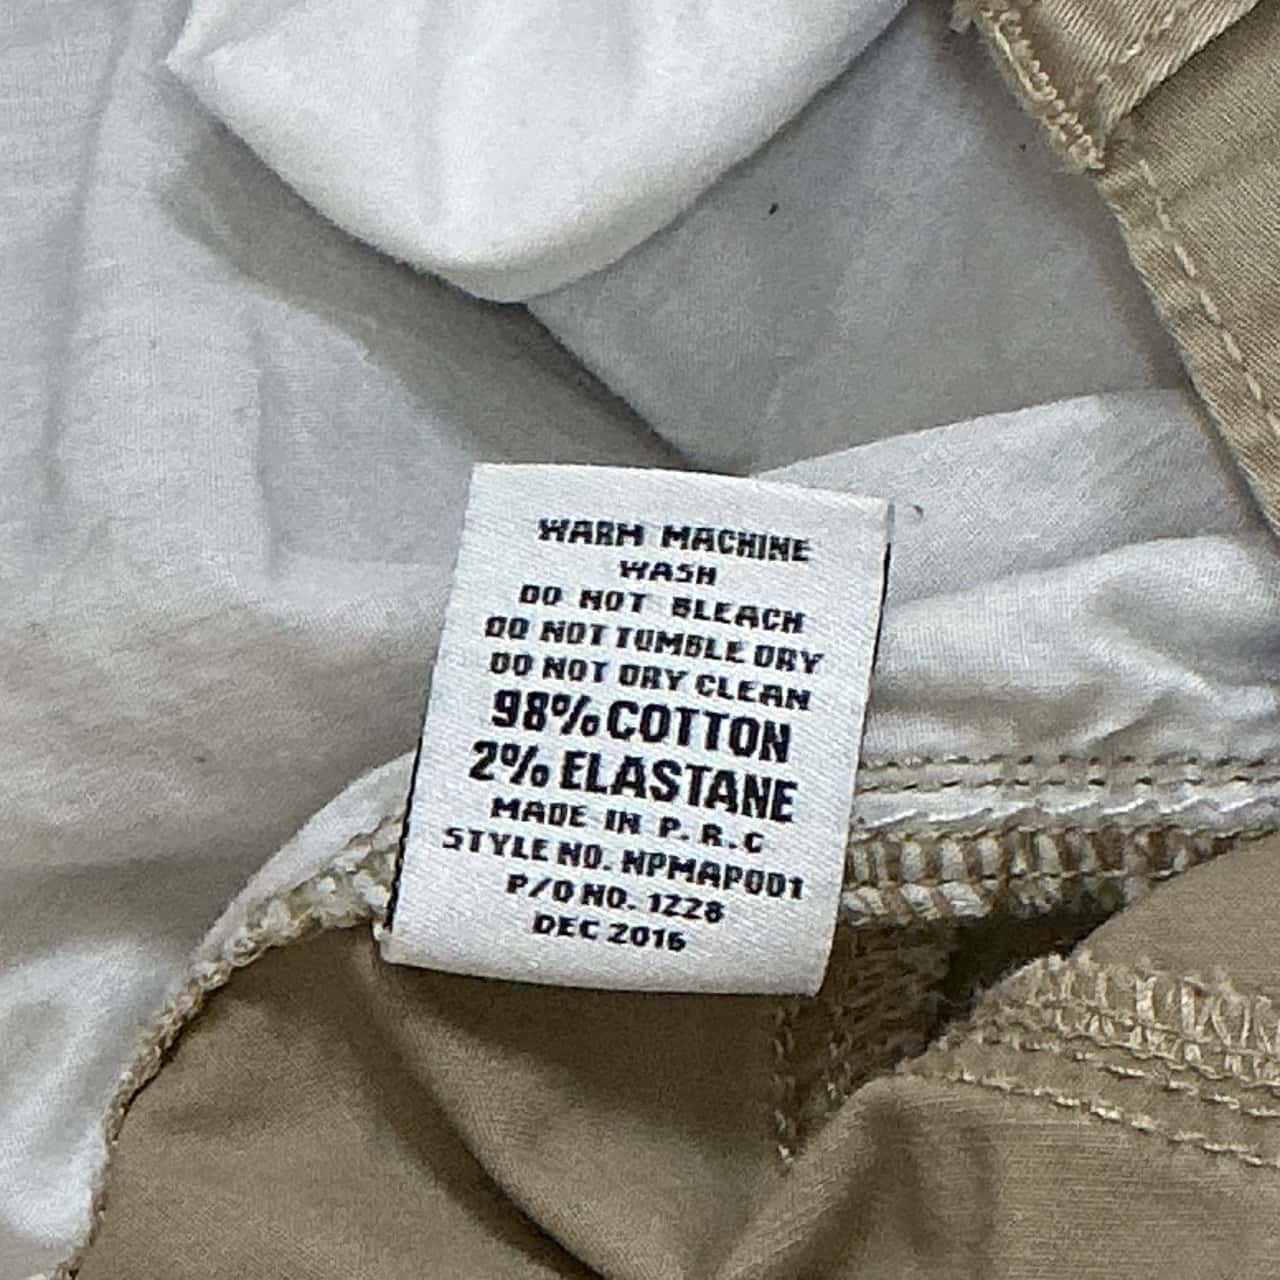 WARM MACHINE
WASH
DO NOT BLEACH
DO NOT TUMBLE DRY
DO NOT DRY CLEAN
98% COTTON
2% ELASTANE
MADE IN P.R.C
STYLE NO. NPMAP001
P/O NO. 1228
DEC 2016